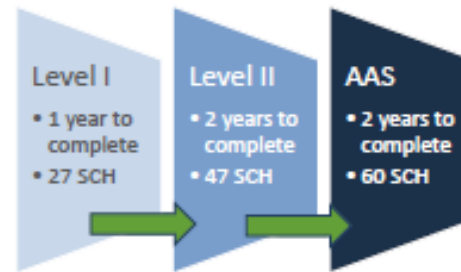 Level I
• 1 year to
complete
• 27 SCH
Level II
• 2 years to
complete
• 47 SCH
AAS
• 2 years to
complete
• 60 SCH